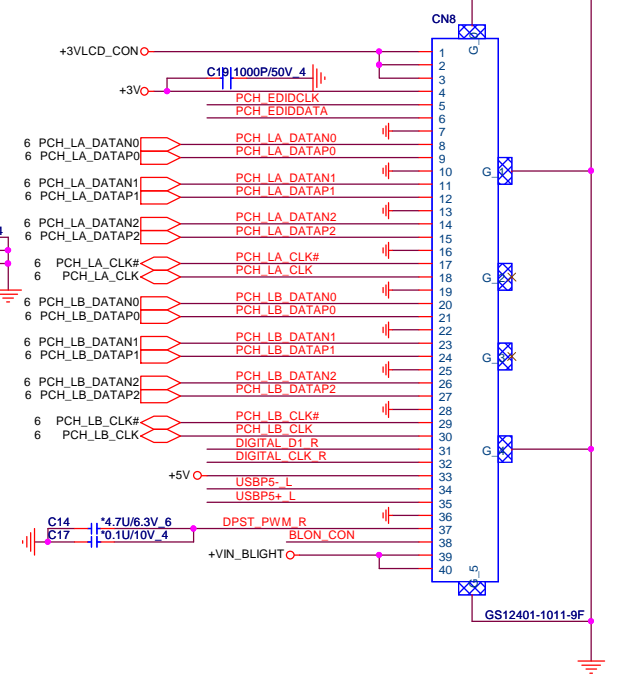 CN8
G_
+3VLCD_CON
1
2
C19 1000P/50V_4
3
+3V
4
PCH_EDIDCLK
5
PCH_EDIDDATA
6
7
6 PCH_LA_DATAN0 PCH_LA_DATAN0
8
6 PCH_LA_DATAP0 PCH_LA_DATAP0
9
10
G_
6 PCH_LA_DATAN1 PCH_LA_DATAN1
11
6 PCH_LA_DATAP1 PCH_LA_DATAP1
12
13
6 PCH_LA_DATAN2 PCH_LA_DATAN2
14
6 PCH_LA_DATAP2 PCH_LA_DATAP2
15
16
6 PCH_LA_CLK# PCH_LA_CLK#
17
6 PCH_LA_CLK PCH_LA_CLK
18
G_
19
6 PCH_LB_DATAN0 PCH_LB_DATAN0
20
6 PCH_LB_DATAP0 PCH_LB_DATAP0
21
22
6 PCH_LB_DATAN1 PCH_LB_DATAN1
23
6 PCH_LB_DATAP1 PCH_LB_DATAP1
24
G_
25
6 PCH_LB_DATAN2 PCH_LB_DATAN2
26
6 PCH_LB_DATAP2 PCH_LB_DATAP2
27
28
6 PCH_LB_CLK# PCH_LB_CLK#
29
6 PCH_LB_CLK PCH_LB_CLK
30
DIGITAL_D1_R
31
G_
DIGITAL_CLK_R
32
+5V
33
USBP5-_L
34
USBP5+_L
35
36
C14 *4.7U/6.3V_6 DPST_PWM_R
37
C17 *0.1U/10V_4 BLON_CON
38
+VIN_BLIGHT
39
40
G_5
GS12401-1011-9F